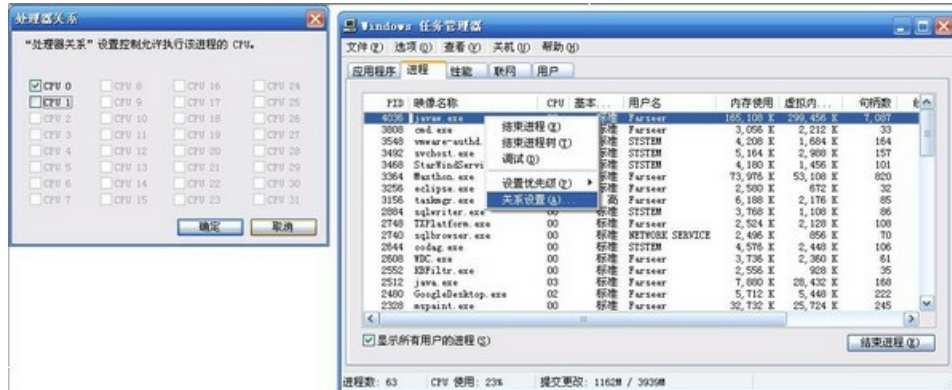 处理器关系
“处理器关系”设置控制允许执行该进程的 CPU。
CPU 0 CPU 8 CPU 16 CPU 24
CPU 1 CPU 9 CPU 17 CPU 25
CPU 2 CPU 10 CPU 18 CPU 26
CPU 3 CPU 11 CPU 19 CPU 27
CPU 4 CPU 12 CPU 20 CPU 28
CPU 5 CPU 13 CPU 21 CPU 29
CPU 6 CPU 14 CPU 22 CPU 30
CPU 7 CPU 15 CPU 23 CPU 31
确定 取消
Windows 任务管理器
文件(F) 选项(O) 查看(V) 关机(U) 帮助(H)
应用程序 进程 性能 联网 用户
PID 映像名称 CPU 基本... 用户名 内存使用 虚拟内... 句柄数
4036 javaw.exe 标准 Farseer 165,108 K 299,456 K 7,087
3808 cmd.exe 标准 Farseer 3,056 K 2,212 K 33
3548 vmware-authd. 标准 SYSTEM 4,208 K 1,684 K 164
3492 svchost.exe 标准 SYSTEM 5,164 K 2,988 K 157
3468 StarWindServi 标准 SYSTEM 4,180 K 1,456 K 101
3364 Maxthon.exe 标准 Farseer 73,976 K 53,108 K 820
3256 eclipse.exe 标准 Farseer 2,580 K 672 K 32
3156 taskmgr.exe 高 Farseer 6,188 K 2,176 K 85
2884 sqlwriter.exe 标准 SYSTEM 3,768 K 1,108 K 86
2748 TXPlatform.exe 00 标准 Farseer 2,524 K 2,128 K 108
2740 sqlbrowser.exe 00 标准 NETWORK SERVICE 2,496 K 856 K 70
2644 oodag.exe 00 标准 SYSTEM 4,576 K 2,448 K 106
2608 WDC.exe 00 标准 Farseer 3,736 K 2,360 K 61
2552 KBFiltr.exe 00 标准 Farseer 2,556 K 928 K 35
2512 java.exe 03 标准 Farseer 7,880 K 28,432 K 168
2480 GoogleDesktop.exe 02 标准 Farseer 5,712 K 5,448 K 222
2328 mspaint.exe 00 标准 Farseer 32,732 K 25,724 K 245
结束进程(E)
结束进程树(T)
调试(D)
设置优先级(P)
关系设置(A)...
显示所有用户的进程(S)
结束进程(E)
进程数: 63 CPU 使用: 23% 提交更改: 1162M / 3939M